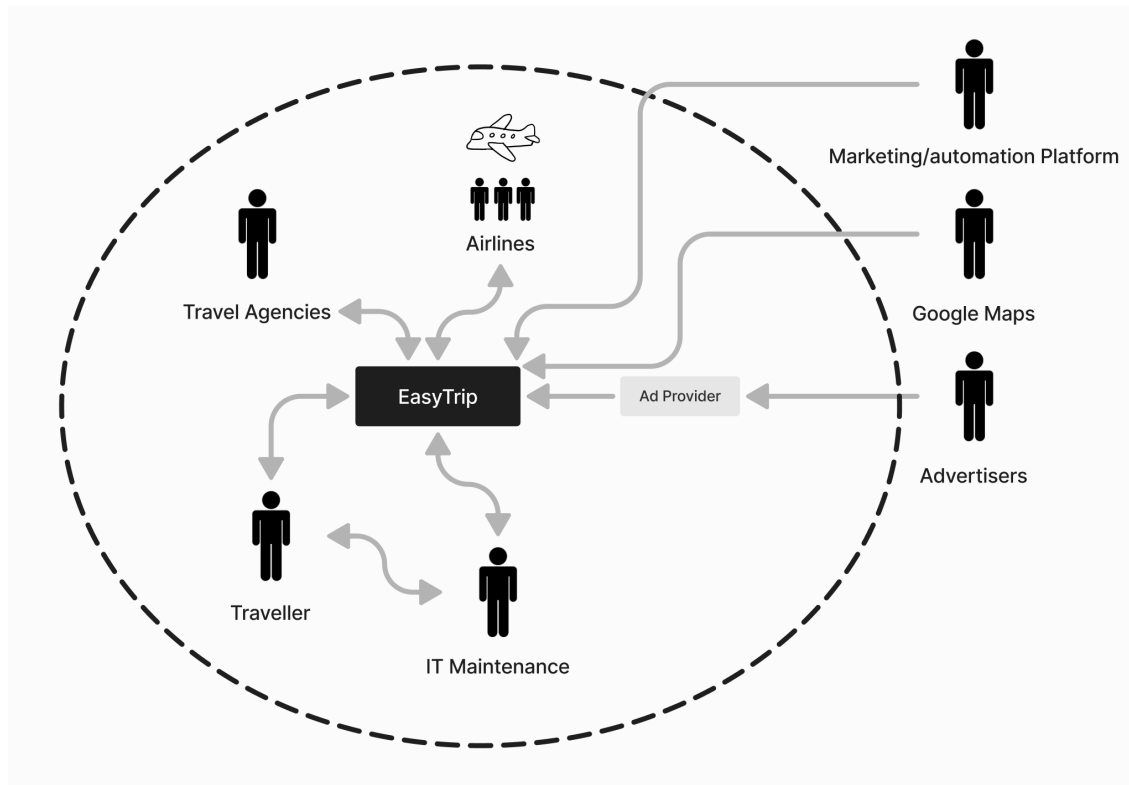 Marketing/automation Platform
Airlines
Travel Agencies
Google Maps
EasyTrip
Ad Provider
Advertisers
Traveller
IT Maintenance